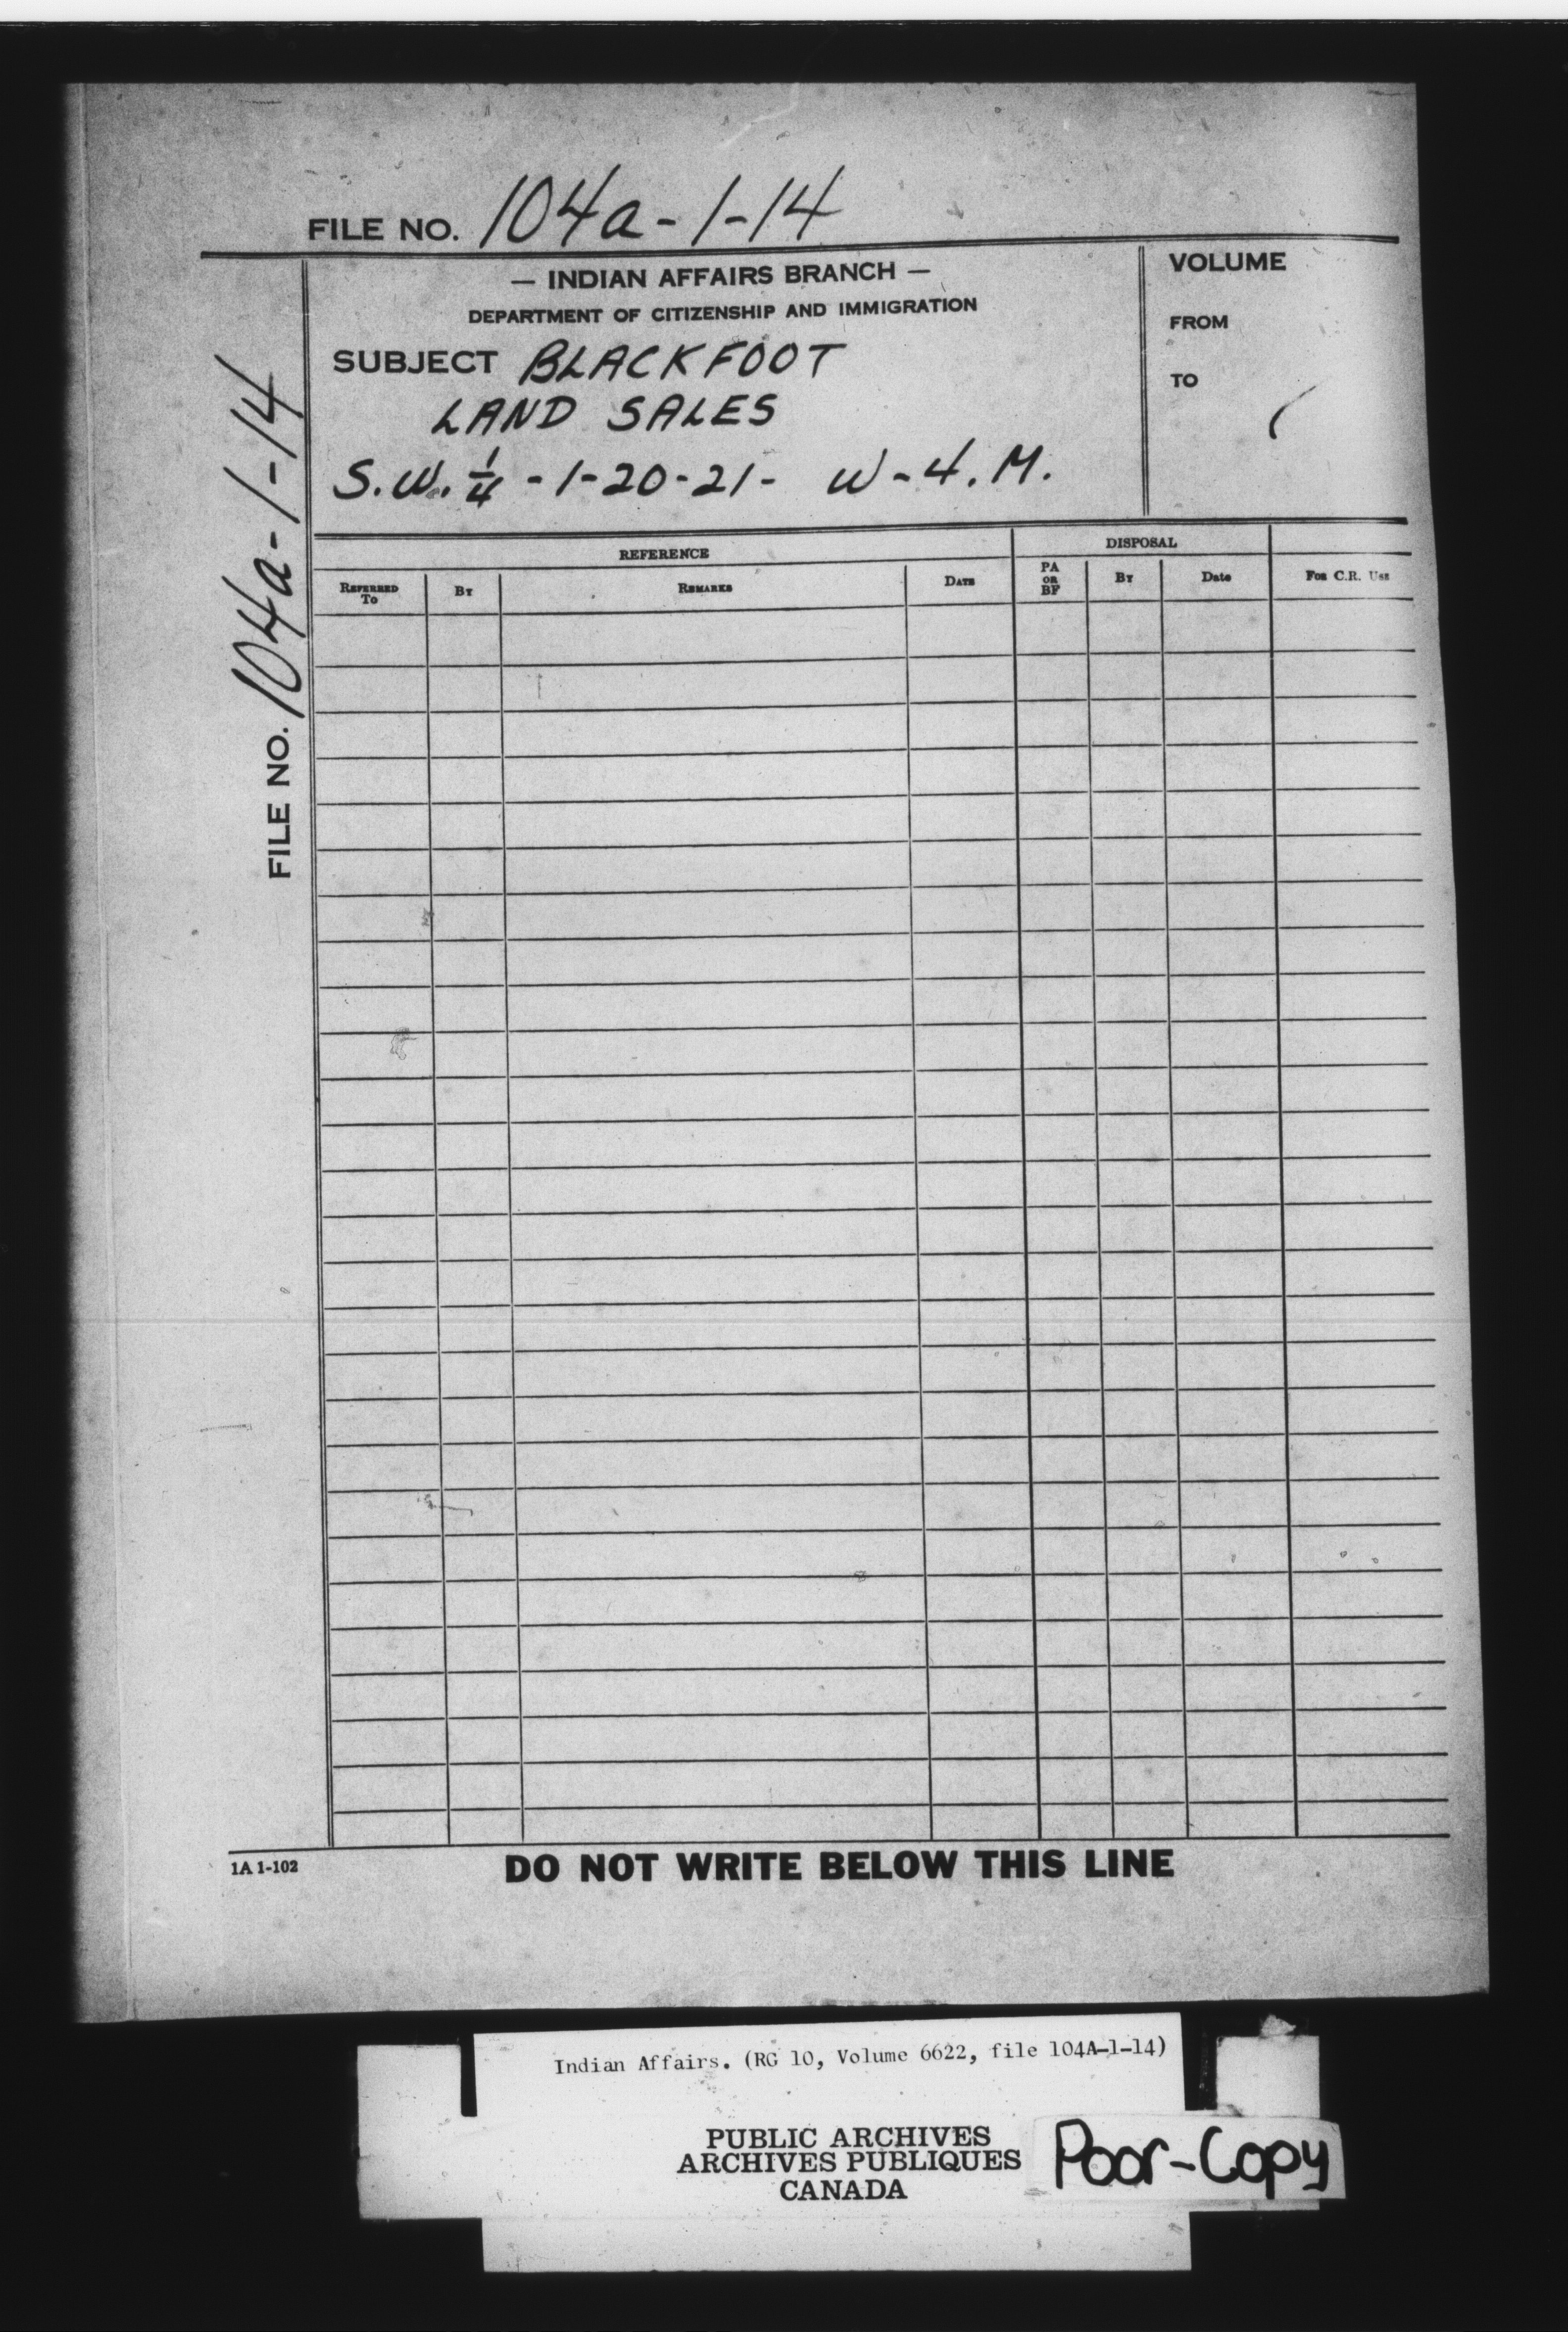 FILE NO. 104a-1-14
— INDIAN AFFAIRS BRANCH —
DEPARTMENT OF CITIZENSHIP AND IMMIGRATION
SUBJECT BLACKFOOT
LAND SALES
S.W. 1/4 - 1-20-21- W-4.M.
VOLUME
FROM
TO
FILE NO. 104a-1-14
REFERENCE
DISPOSAL
REFERRED TO
BY
REMARKS
DATE
PA OR BF
BY
Date
FOR C.R. USE
1A 1-102
DO NOT WRITE BELOW THIS LINE
Indian Affairs. (RG 10, Volume 6622, file 104A-1-14)
PUBLIC ARCHIVES
ARCHIVES PUBLIQUES
CANADA
Poor-Copy